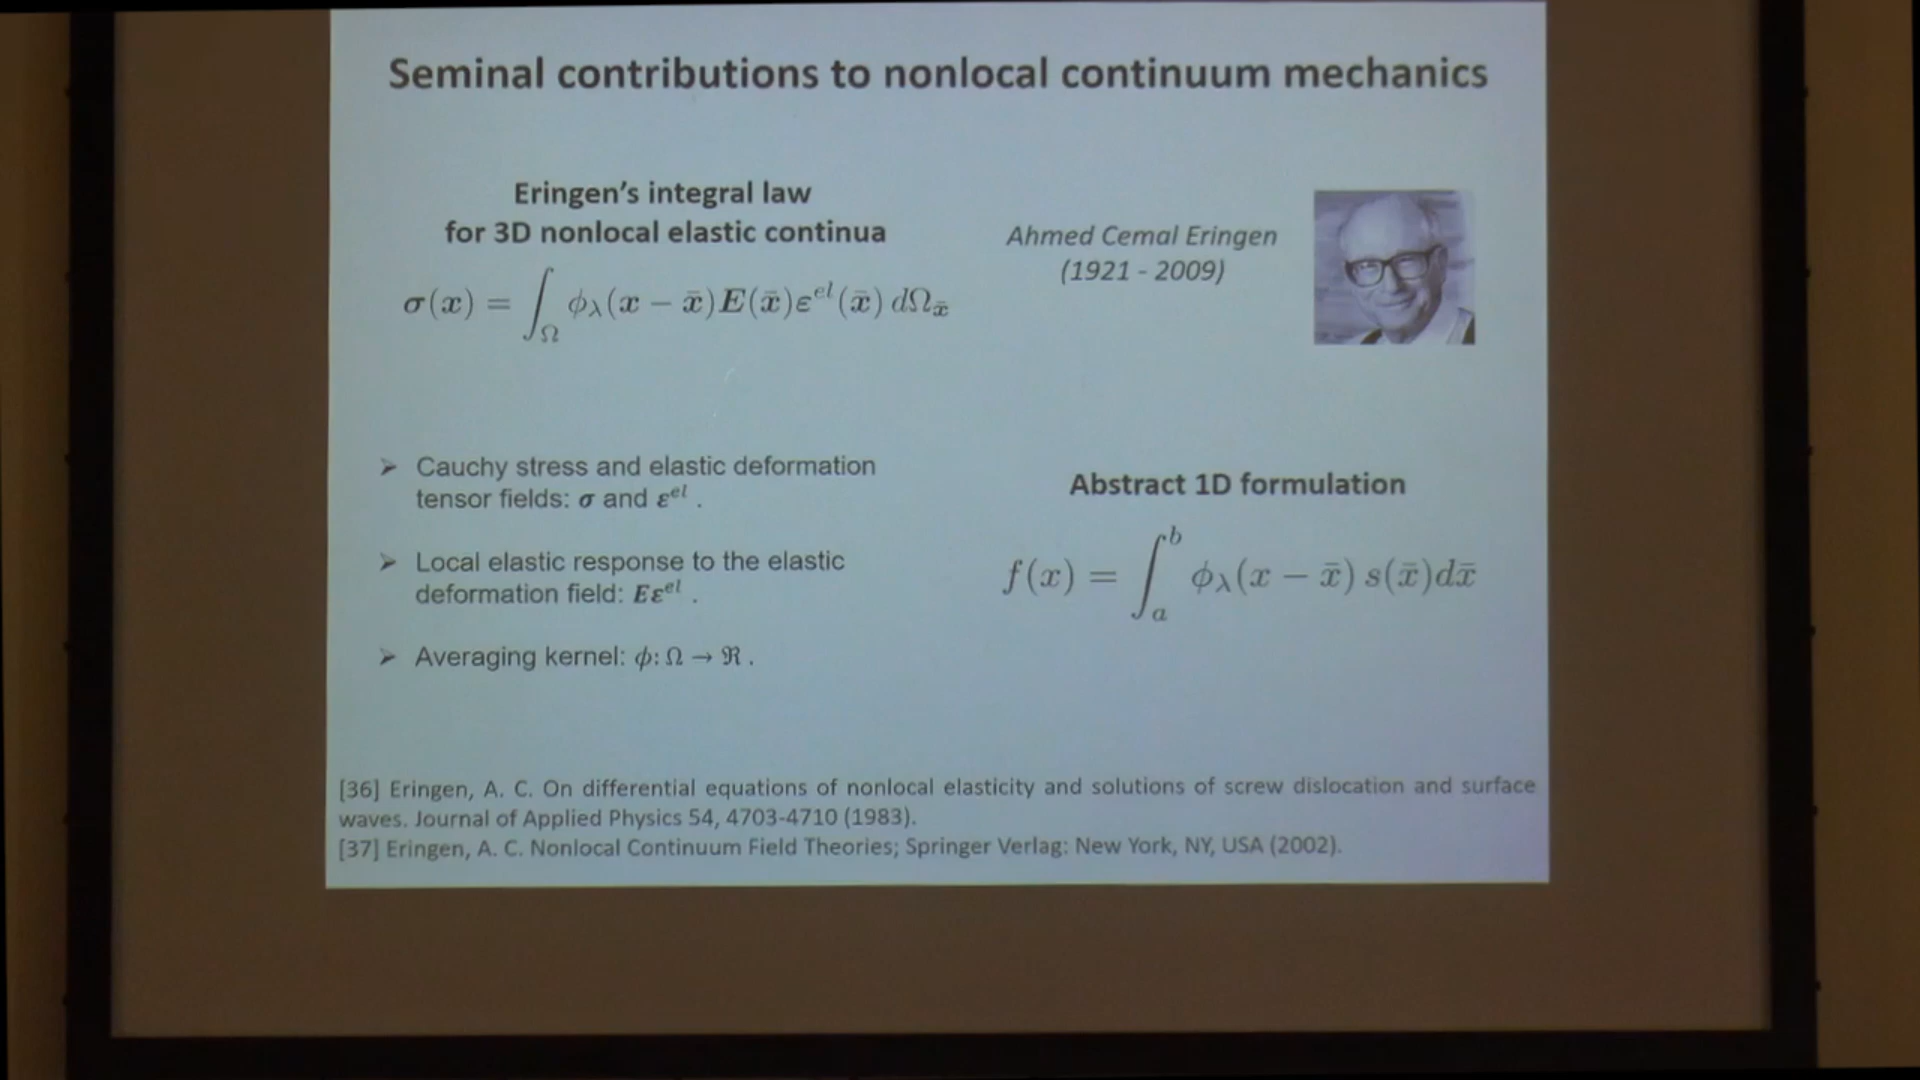 Seminal contributions to nonlocal continuum mechanics
Eringen’s integral law
for 3D nonlocal elastic continua
σ(x) = ∫_Ω ϕ_λ(x − x̄)E(x̄)ε^{el}(x̄) dΩ_x̄
Ahmed Cemal Eringen
(1921 - 2009)
➢ Cauchy stress and elastic deformation
tensor fields: σ and ε^{el} .
➢ Local elastic response to the elastic
deformation field: Eε^{el} .
➢ Averaging kernel: ϕ: Ω → ℜ .
Abstract 1D formulation
f(x) = ∫_a^b ϕ_λ(x − x̄) s(x̄)dx̄
[36] Eringen, A. C. On differential equations of nonlocal elasticity and solutions of screw dislocation and surface
waves. Journal of Applied Physics 54, 4703-4710 (1983).
[37] Eringen, A. C. Nonlocal Continuum Field Theories; Springer Verlag: New York, NY, USA (2002).